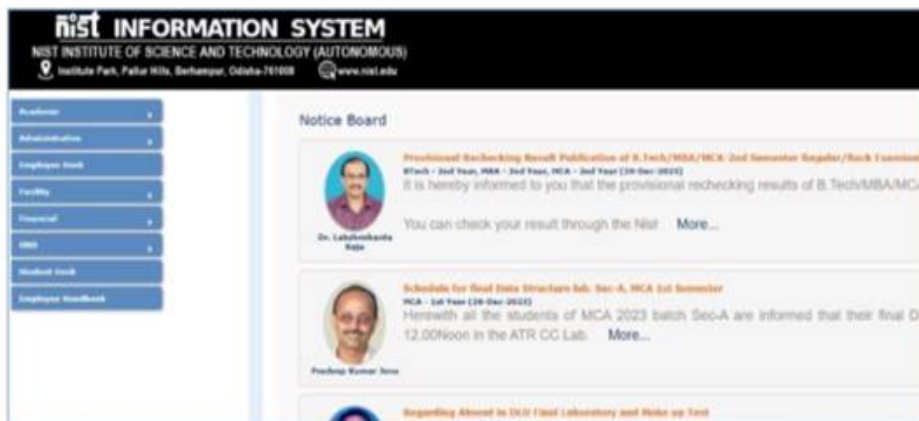 nist INFORMATION SYSTEM
NIST INSTITUTE OF SCIENCE AND TECHNOLOGY (AUTONOMOUS)
Institute Park, Pallur Hills, Berhampur, Odisha-761008 www.nist.edu
Academic
Administration
Employee Desk
Facility
Financial
Student Desk
Employee Handbook
Notice Board
Provisional Rechecking Result Publication of B.Tech/MBA/MCA 2nd Semester Regular/Back
BTech - 2nd Year, MBA - 2nd Year, MCA - 2nd Year
It is hereby informed to you that the provisional rechecking results of B.Tech/MBA/MCA
You can check your result through the Nist More...
Dr. Lakshmikanta
Schedule for final Data Structure lab. Sec-A, MCA 1st Semester
MCA - 1st Year (28-Dec-2023)
Herewith all the students of MCA 2023 batch Sec-A are informed that their final D
12.00Noon in the ATR CC Lab. More...
Pradeep Kumar Jena
Regarding Absent in DLD Final Laboratory and Make up Test